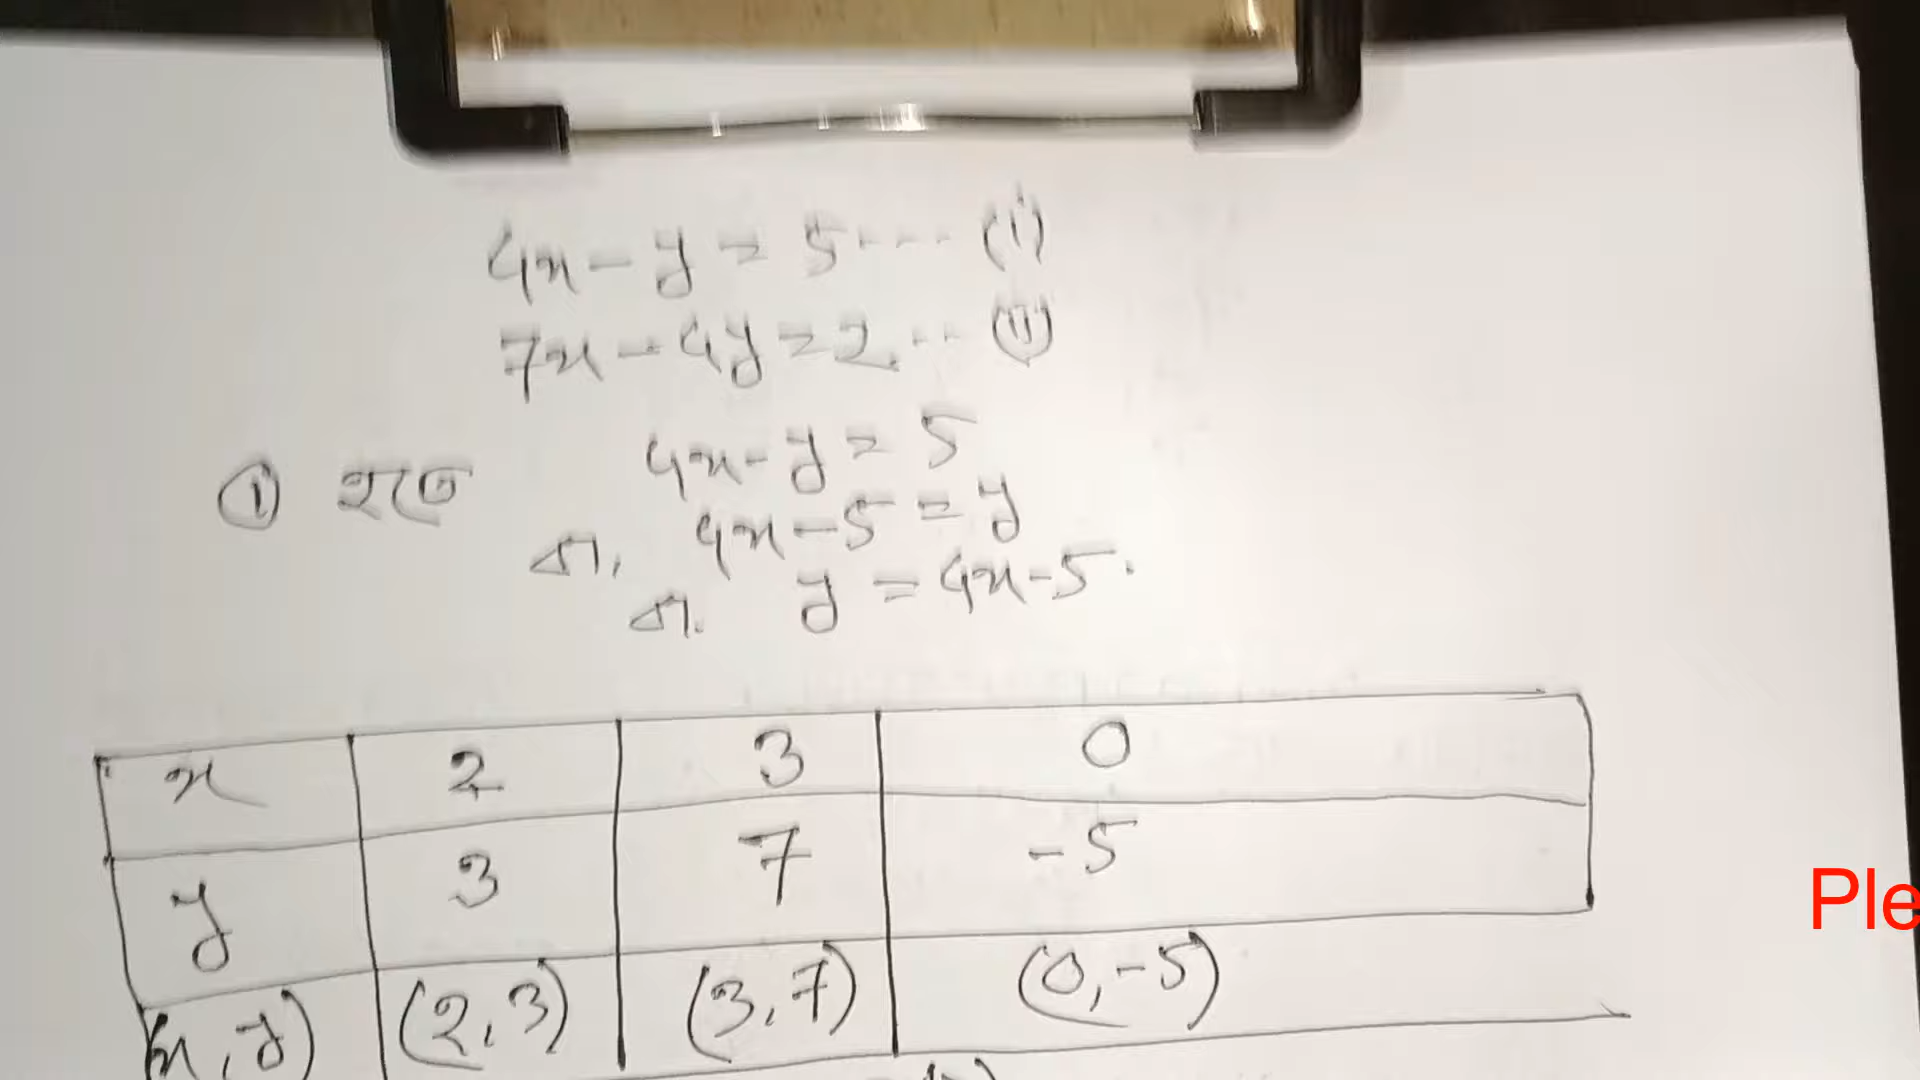 4x - y = 5 ---- (i)
7x - 4y = 2 ... (ii)
(i) হতে 4x - y = 5
বা, 4x - 5 = y
বা. y = 4x - 5.
x 2 3 0
y 3 7 -5
(x, y) (2, 3) (3, 7) (0, -5)
Ple